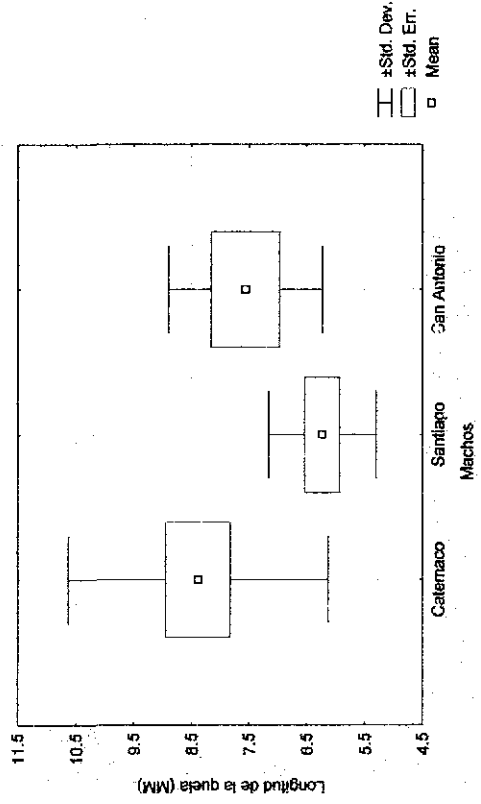 Longitud de la quela (MM)
11.5
10.5
9.5
8.5
7.5
6.5
5.5
4.5
Catemaco
Santiago
San Antonio
Machos
±Std. Dev.
±Std. Err.
Mean